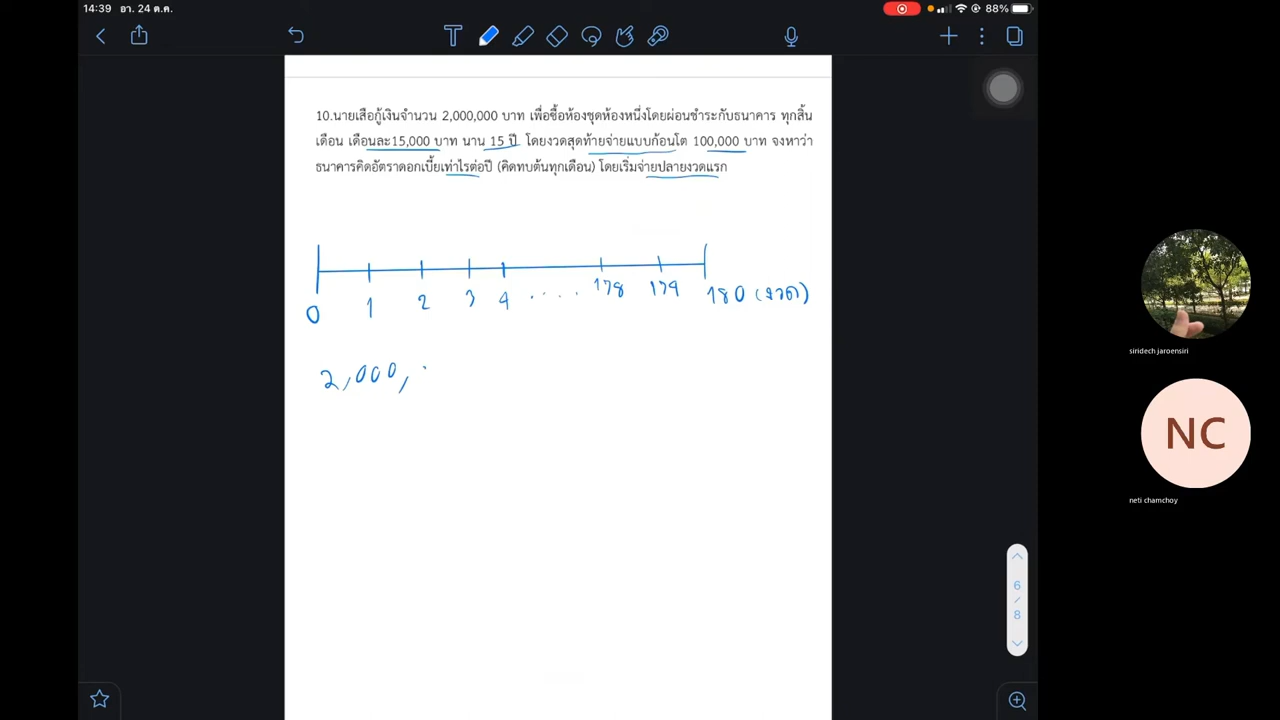 14:39 อา. 24 ต.ค.
88%
10.นายเสือกู้เงินจำนวน 2,000,000 บาท เพื่อซื้อห้องชุดห้องหนึ่งโดยผ่อนชำระกับธนาคาร ทุกสิ้น
เดือน เดือนละ15,000 บาท นาน 15 ปี โดยงวดสุดท้ายจ่ายแบบก้อนโต 100,000 บาท จงหาว่า
ธนาคารคิดอัตราดอกเบี้ยเท่าไรต่อปี (คิดทบต้นทุกเดือน) โดยเริ่มจ่ายปลายงวดแรก
0 1 2 3 4 ..... 178 179 180 (งวด)
2,000,
siridech jaroensiri
NC
neti chamchoy
6
/
8